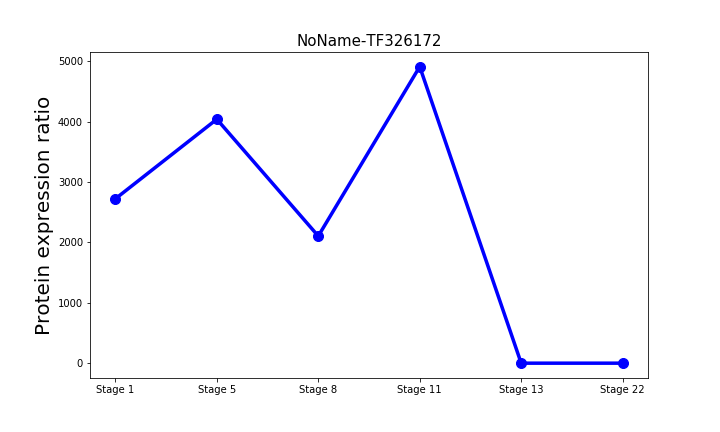 NoName-TF326172
Protein expression ratio
5000
4000
3000
2000
1000
0
Stage 1 Stage 5 Stage 8 Stage 11 Stage 13 Stage 22